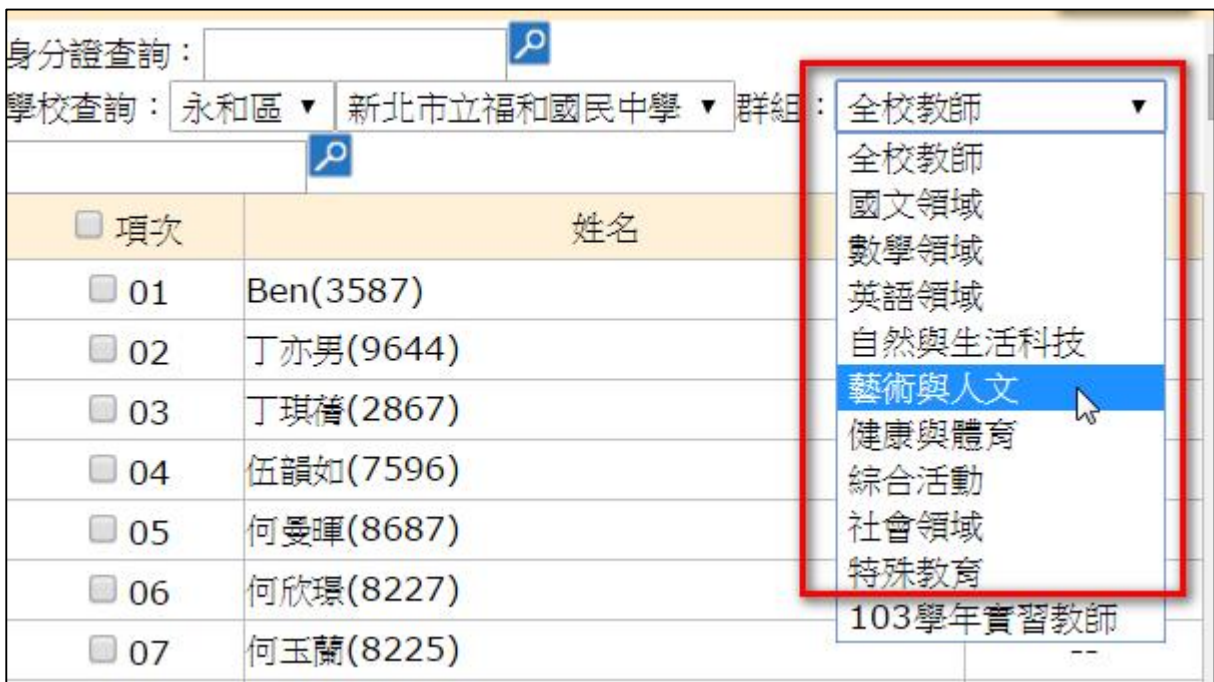 身分證查詢：
學校查詢： 永和區 ▼ 新北市立福和國民中學 ▼ 群組： 全校教師 ▼
全校教師
國文領域
數學領域
英語領域
自然與生活科技
藝術與人文
健康與體育
綜合活動
社會領域
特殊教育
103學年實習教師
項次 姓名
01 Ben(3587)
02 丁亦男(9644)
03 丁琪蒨(2867)
04 伍韻如(7596)
05 何曼暉(8687)
06 何欣璟(8227)
07 何玉蘭(8225) --